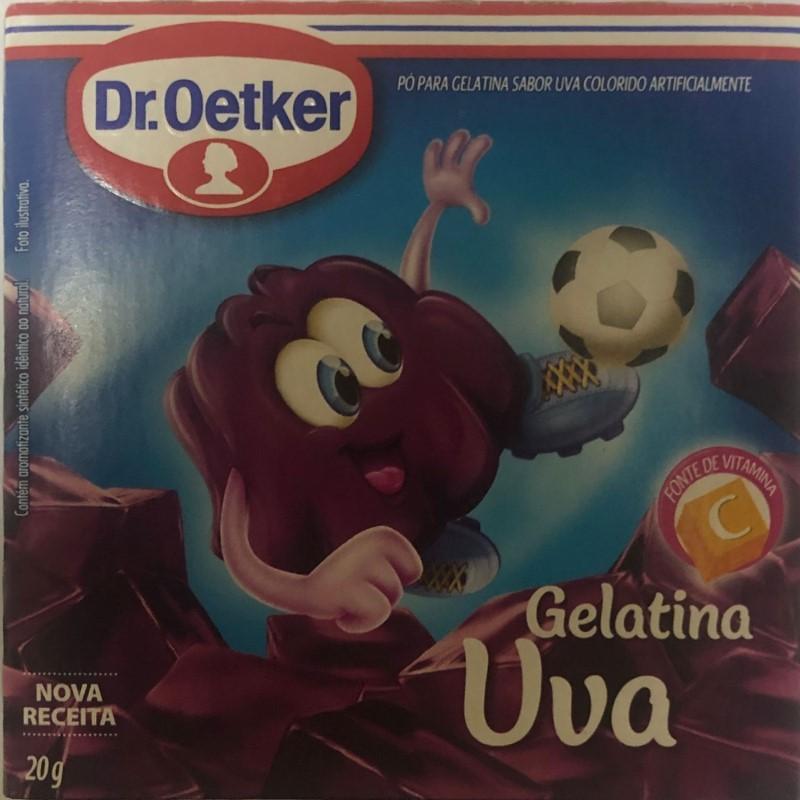 Dr.Oetker
PÓ PARA GELATINA SABOR UVA COLORIDO ARTIFICIALMENTE
Contém aromatizante sintético idêntico ao natural. Foto ilustrativa.
FONTE DE VITAMINA
C
Gelatina
Uva
NOVA
RECEITA
20g